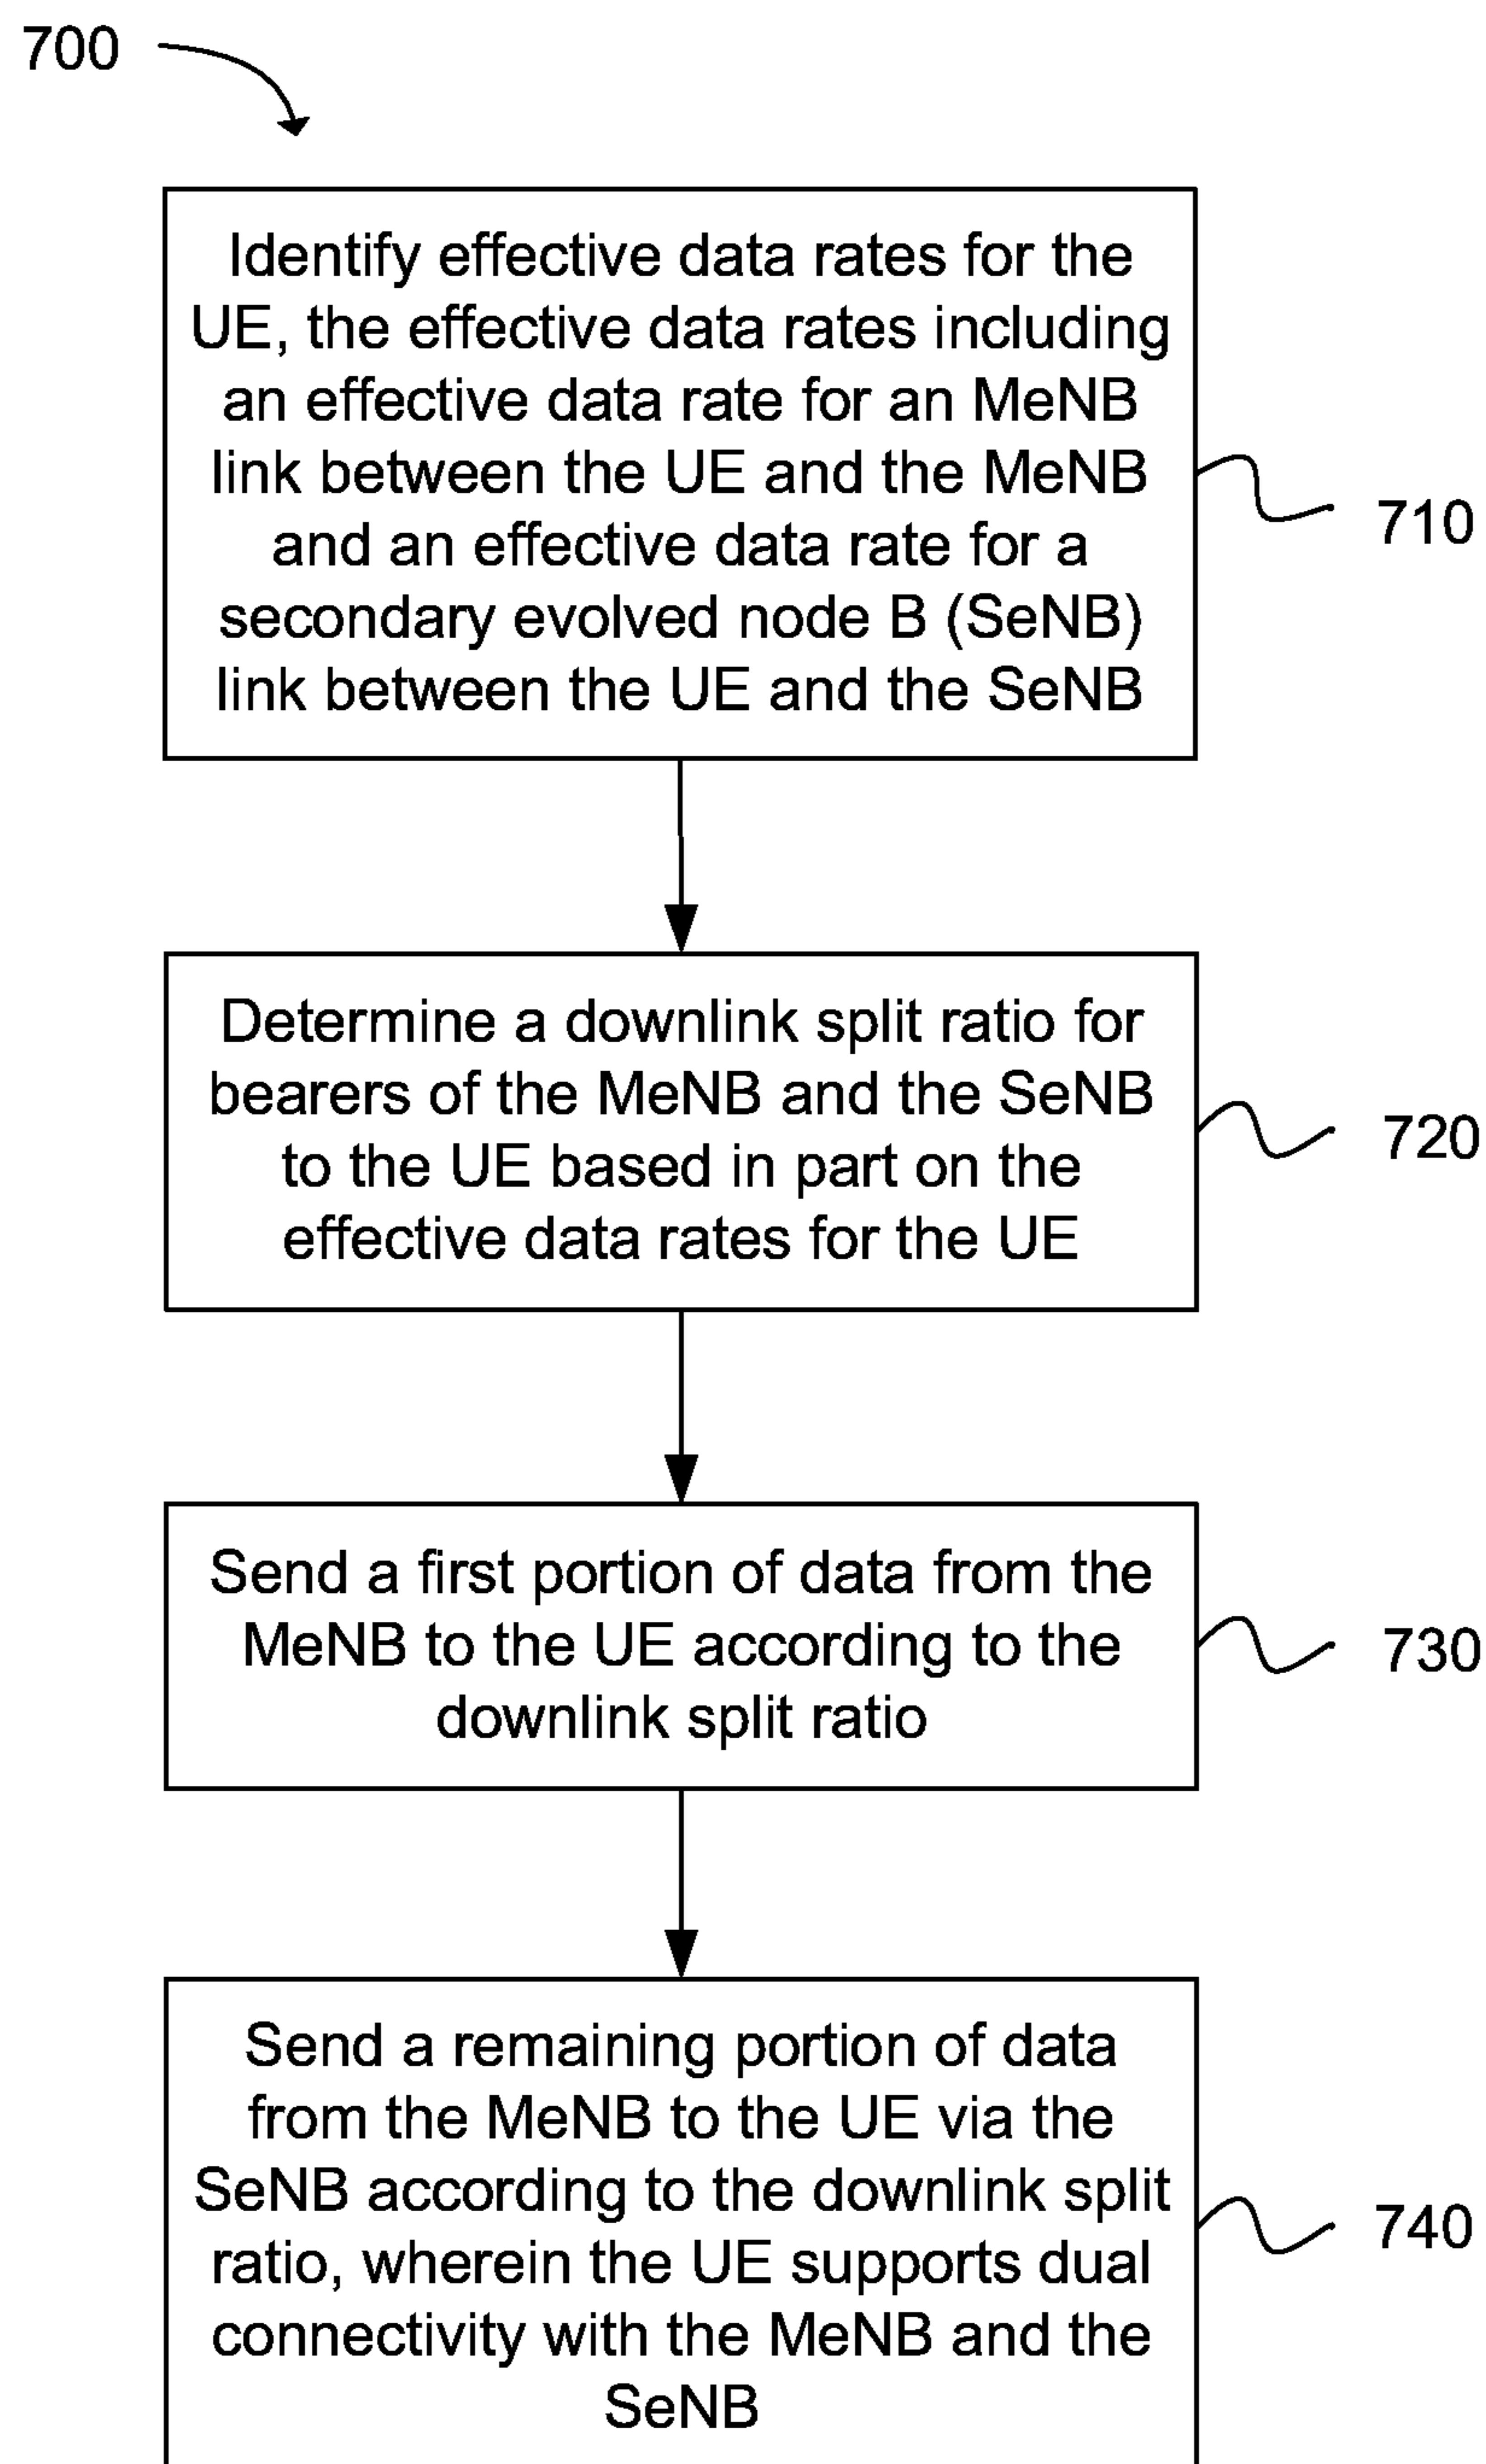 700
Identify effective data rates for the
UE, the effective data rates including
an effective data rate for an MeNB
link between the UE and the MeNB
and an effective data rate for a
secondary evolved node B (SeNB)
link between the UE and the SeNB
710
Determine a downlink split ratio for
bearers of the MeNB and the SeNB
to the UE based in part on the
effective data rates for the UE
720
Send a first portion of data from the
MeNB to the UE according to the
downlink split ratio
730
Send a remaining portion of data
from the MeNB to the UE via the
SeNB according to the downlink split
ratio, wherein the UE supports dual
connectivity with the MeNB and the
SeNB
740